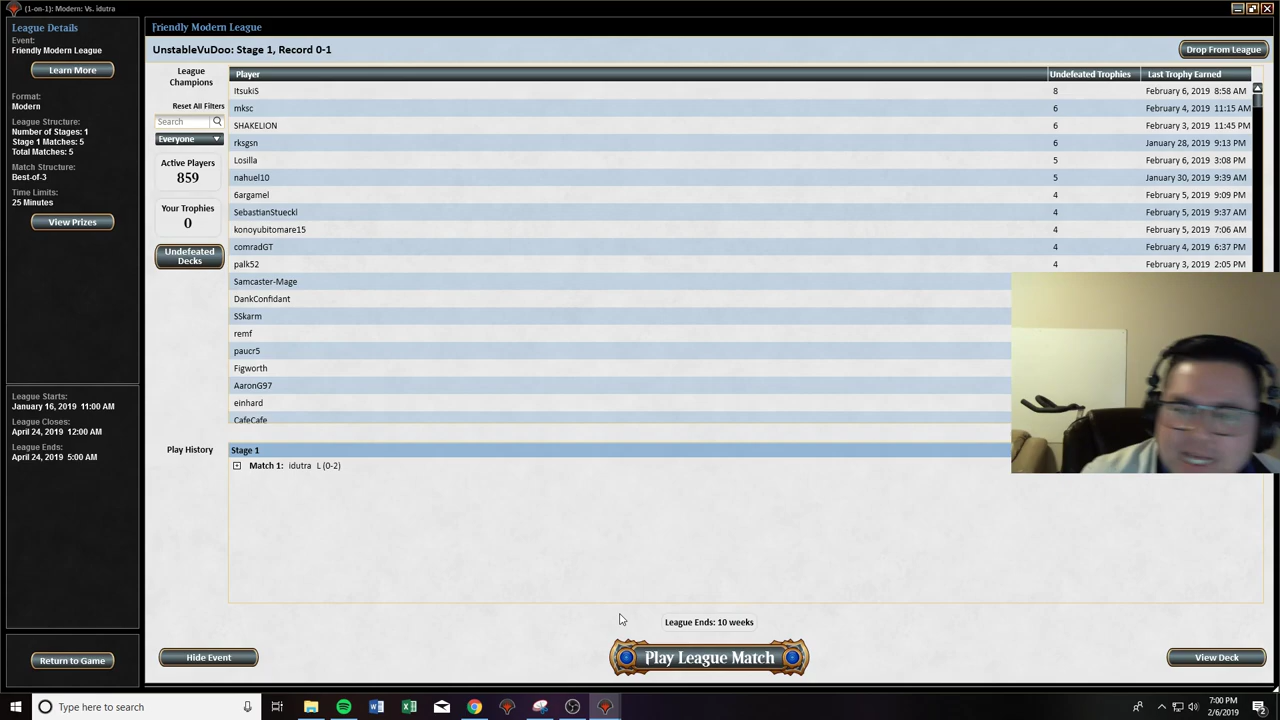 (1-on-1): Modern: Vs. idutra
League Details
Event:
Friendly Modern League
Learn More
Format:
Modern
League Structure:
Number of Stages: 1
Stage 1 Matches: 5
Total Matches: 5
Match Structure:
Best-of-3
Time Limits:
25 Minutes
View Prizes
League Starts:
January 16, 2019 11:00 AM
League Closes:
April 24, 2019 12:00 AM
League Ends:
April 24, 2019 5:00 AM
Return to Game
Friendly Modern League
UnstableVuDoo: Stage 1, Record 0-1
Drop From League
League
Champions
Reset All Filters
Search
Everyone
Active Players
859
Your Trophies
0
Undefeated
Decks
Player Undefeated Trophies Last Trophy Earned
ItsukiS 8 February 6, 2019 8:58 AM
mksc 6 February 4, 2019 11:15 AM
SHAKELION 6 February 3, 2019 11:45 PM
rksgsn 6 January 28, 2019 9:13 PM
Losilla 5 February 6, 2019 3:08 PM
nahuel10 5 January 30, 2019 9:39 AM
6argamel 4 February 5, 2019 9:09 PM
SebastianStueckl 4 February 5, 2019 9:37 AM
konoyubitomare15 4 February 5, 2019 7:06 AM
comradGT 4 February 4, 2019 6:37 PM
palk52 4 February 3, 2019 2:05 PM
Samcaster-Mage
DankConfidant
SSkarm
remf
paucr5
Figworth
AaronG97
einhard
CafeCafe
Play History
Stage 1
Match 1: idutra L (0-2)
League Ends: 10 weeks
Hide Event
Play League Match
View Deck
Type here to search
7:00 PM
2/6/2019
2